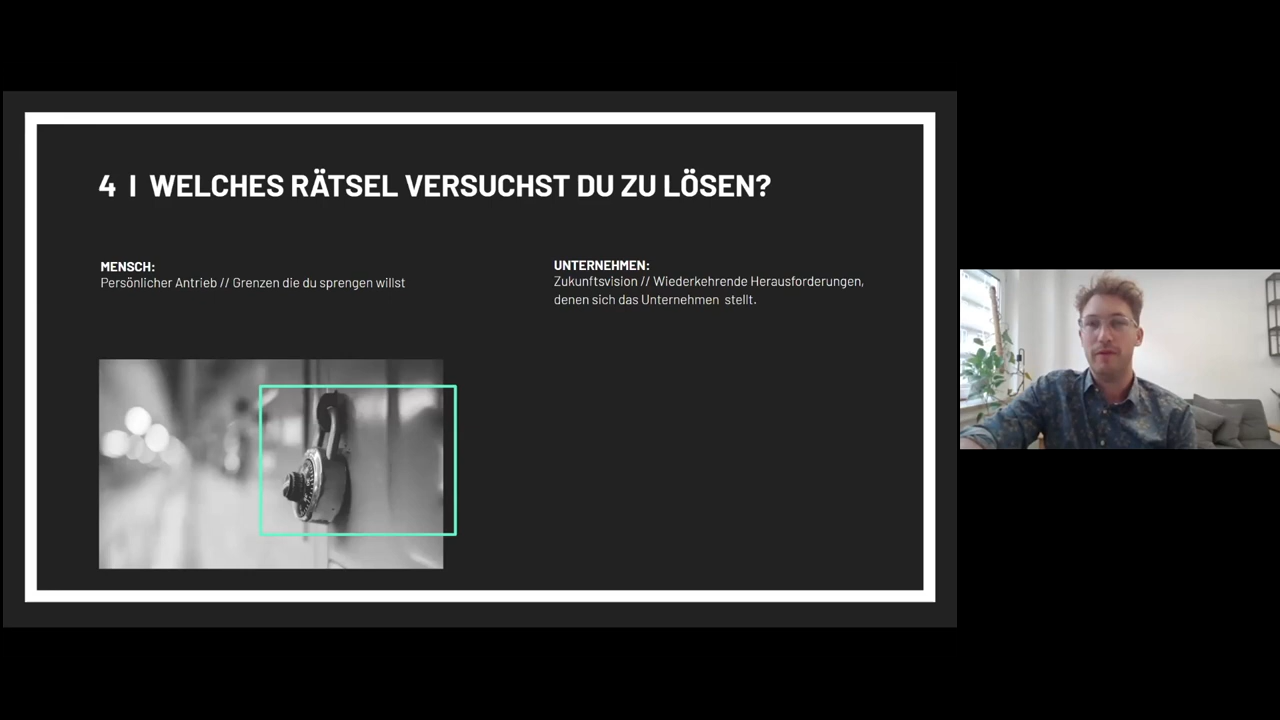 4 I WELCHES RÄTSEL VERSUCHST DU ZU LÖSEN?
MENSCH:
Persönlicher Antrieb // Grenzen die du sprengen willst
UNTERNEHMEN:
Zukunftsvision // Wiederkehrende Herausforderungen,
denen sich das Unternehmen stellt.